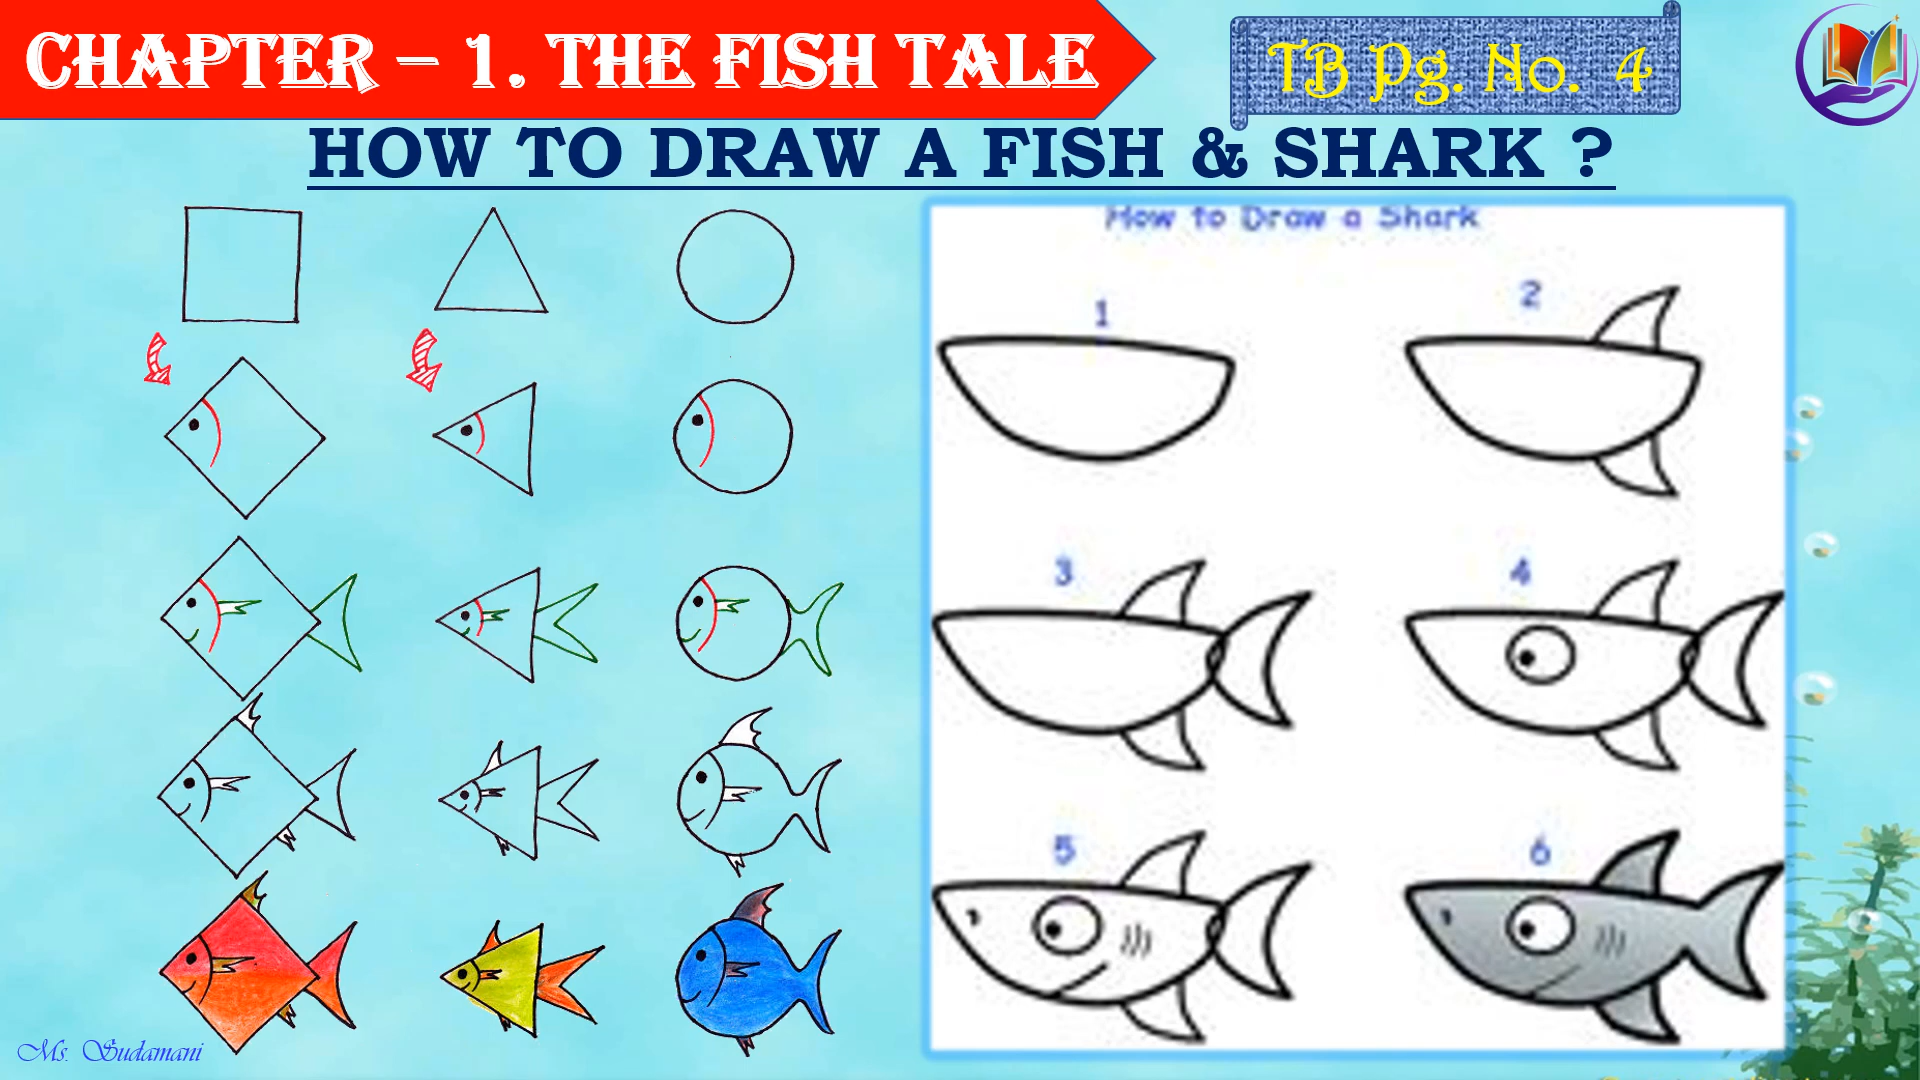 CHAPTER – 1. THE FISH TALE
TB Pg. No. 4
HOW TO DRAW A FISH & SHARK ?
How to Draw a Shark
1
2
3
4
5
6
Ms. Sudamani